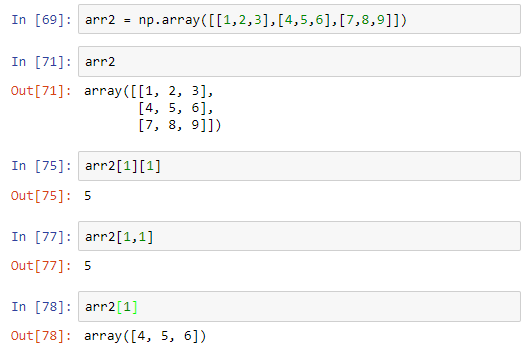 In [69]: arr2 = np.array([[1,2,3],[4,5,6],[7,8,9]])
In [71]: arr2
Out[71]: array([[1, 2, 3],
       [4, 5, 6],
       [7, 8, 9]])
In [75]: arr2[1][1]
Out[75]: 5
In [77]: arr2[1,1]
Out[77]: 5
In [78]: arr2[1]
Out[78]: array([4, 5, 6])